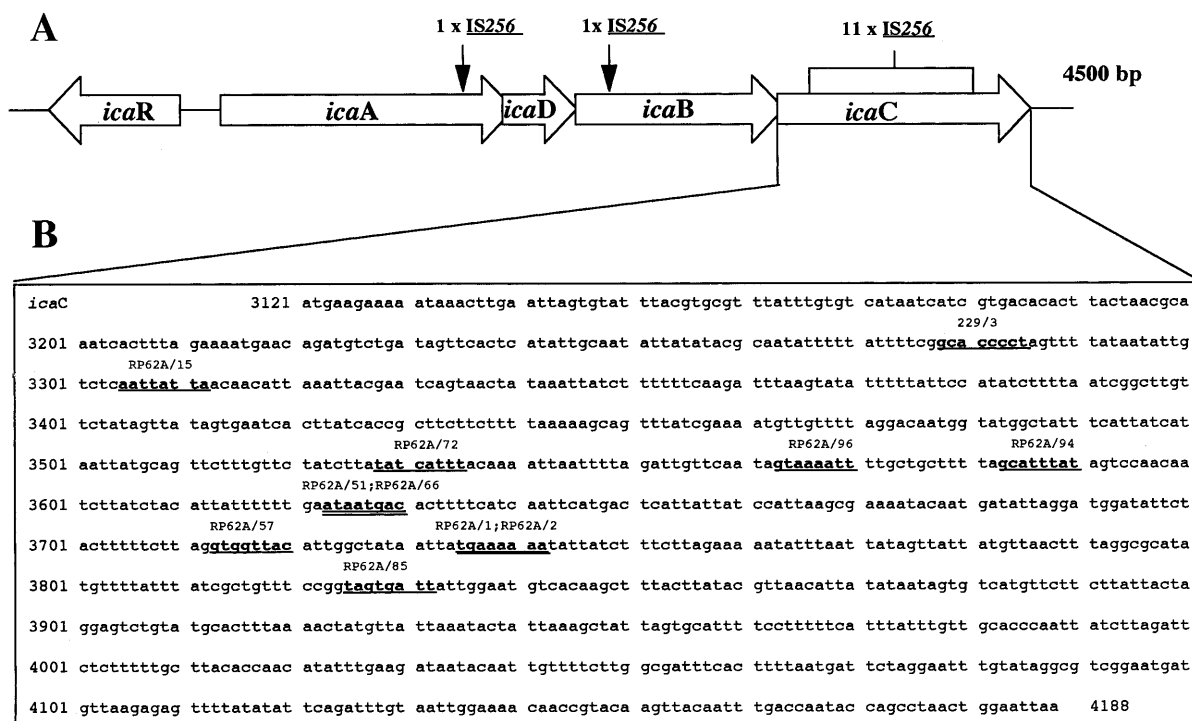 A
1 x IS256 1x IS256 11 x IS256
4500 bp
icaR icaA icaD icaB icaC
B
icaC 3121 atgaagaaaa ataaacttga attagtgtat ttacgtgcgt ttatttgtgt cataatcatc gtgacacact tactaacgca
229/3
3201 aatcacttta gaaaatgaac agatgtctga tagttcactc atattgcaat attatatacg caatattttt attttcggca cccctagttt tataatattg
RP62A/15
3301 tctcaattat taacaacatt aaattacgaa tcagtaacta taaattatct tttttcaaga tttaagtata tttttattcc atatctttta atcggcttgt
3401 tctatagtta tagtgaatca cttatcaccg cttcttcttt taaaaagcag tttatcgaaa atgttgtttt aggacaatgg tatggctatt tcattatcat
RP62A/72 RP62A/96 RP62A/94
3501 aattatgcag ttctttgttc tatcttatat catttacaaa attaatttta gattgttcaa tagtaaaatt ttgctgcttt tagcatttat agtccaacaa
3601 tcttatctac attatttttt gaataatgac acttttcatc aattcatgac tcattattat ccattaagcg aaaatacaat gatattagga tggatattct
RP62A/51;RP62A/66
RP62A/57 RP62A/1;RP62A/2
3701 actttttctt aggtggttac attggctata attatgaaaa aatattatct ttcttagaaa aatatttaat tatagttatt atgttaactt taggcgcata
3801 tgttttattt atcgctgttt ccggtagtga ttattggaat gtcacaagct ttacttatac gttaacatta tataatagtg tcatgttctt cttattacta
RP62A/85
3901 ggagtctgta tgcactttaa aactatgtta ttaaatacta ttaaagctat tagtgcattt tcctttttca tttatttgtt gcacccaatt atcttagatt
4001 ctctttttgc ttacaccaac atatttgaag ataatacaat tgttttcttg gcgatttcac ttttaatgat tctaggaatt tgtataggcg tcggaatgat
4101 gttaagagag ttttatatat tcagatttgt aattggaaaa caaccgtaca agttacaatt tgaccaatac cagcctaact ggaattaa 4188